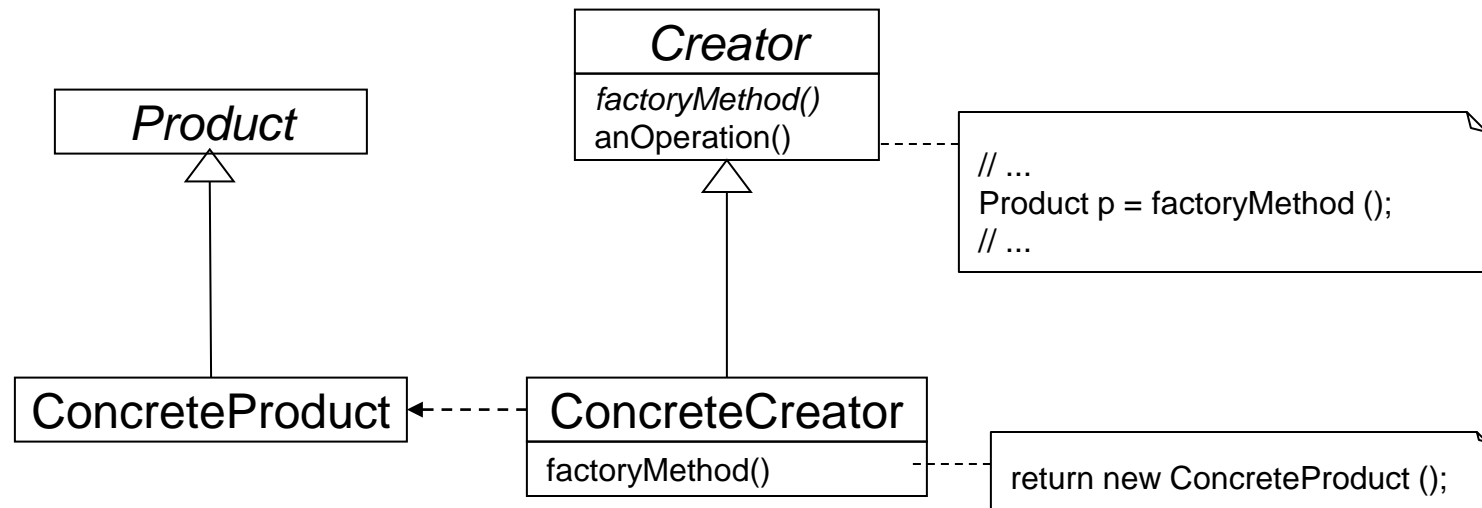 Creator
factoryMethod()
anOperation()
Product
// ...
Product p = factoryMethod ();
// ...
ConcreteProduct
ConcreteCreator
factoryMethod()
return new ConcreteProduct ();